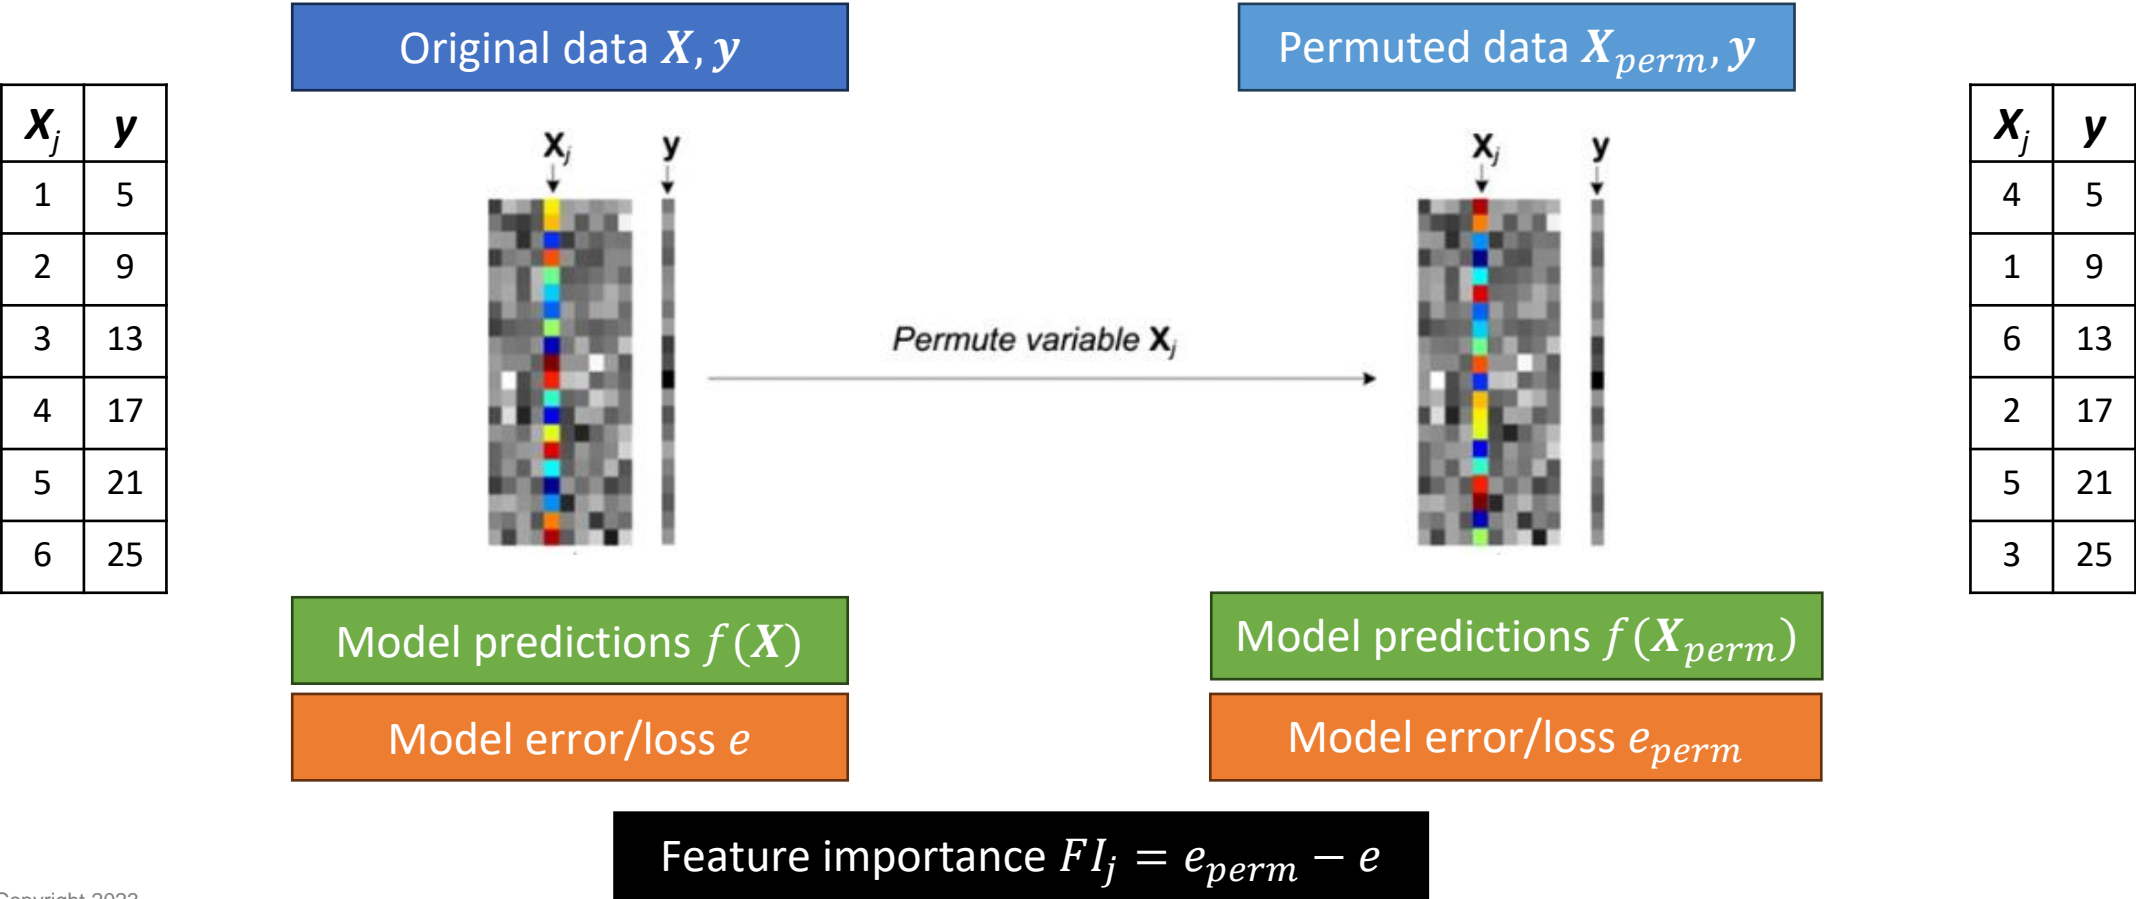 Original data X, y
Permuted data X_perm, y
X_j y
1 5
2 9
3 13
4 17
5 21
6 25
X_j y
Permute variable X_j
X_j y
X_j y
4 5
1 9
6 13
2 17
5 21
3 25
Model predictions f(X)
Model predictions f(X_perm)
Model error/loss e
Model error/loss e_perm
Feature importance FI_j = e_perm − e